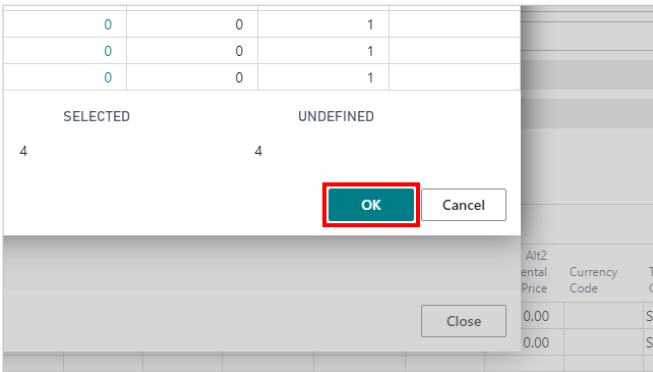 0 0 1
0 0 1
0 0 1
SELECTED UNDEFINED
4 4
OK Cancel
Alt2
ental Currency
Price Code
Close 0.00 S
0.00 S